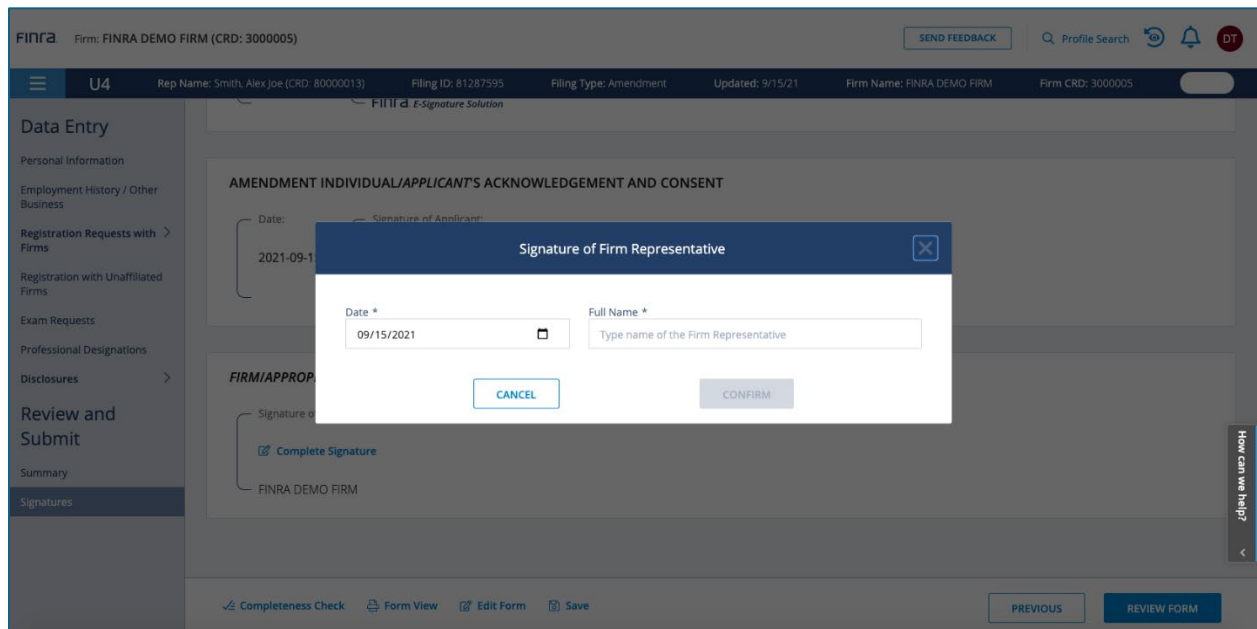 Finra Firm: FINRA DEMO FIRM (CRD: 3000005) SEND FEEDBACK Profile Search DT
U4 Rep Name: Smith, Alex Joe (CRD: 80000013) Filing ID: 81287595 Filing Type: Amendment Updated: 9/15/21 Firm Name: FINRA DEMO FIRM Firm CRD: 3000005
Finra E-Signature Solution
Data Entry
Personal Information
Employment History / Other
Business
Registration Requests with
Firms
Registration with Unaffiliated
Firms
Exam Requests
Professional Designations
Disclosures
Review and
Submit
Summary
Signatures
AMENDMENT INDIVIDUAL/APPLICANT'S ACKNOWLEDGEMENT AND CONSENT
Date: Signature of Applicant:
2021-09-1
Signature of Firm Representative
Date * Full Name *
09/15/2021 Type name of the Firm Representative
CANCEL CONFIRM
FIRM/APPROP
Signature o
Complete Signature
FINRA DEMO FIRM
How can we help?
Completeness Check Form View Edit Form Save PREVIOUS REVIEW FORM